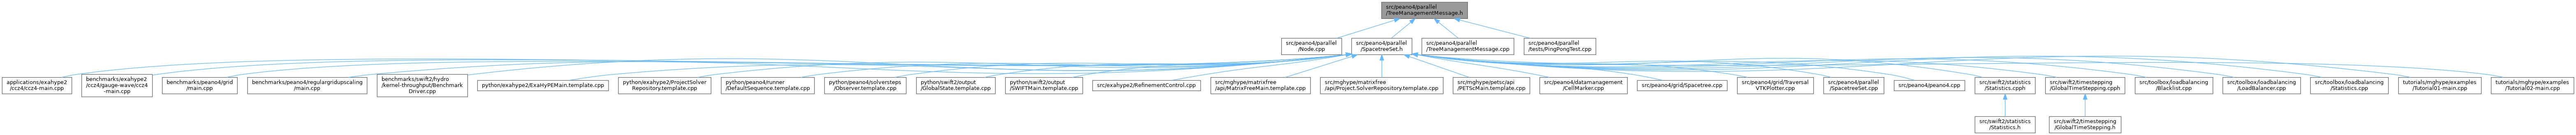 src/peano4/parallel
/TreeManagementMessage.h
src/peano4/parallel
/Node.cpp
src/peano4/parallel
/SpacetreeSet.h
src/peano4/parallel
/TreeManagementMessage.cpp
src/peano4/parallel
/tests/PingPongTest.cpp
applications/exahype2
/ccz4/ccz4-main.cpp
benchmarks/exahype2
/ccz4/gauge-wave/ccz4
-main.cpp
benchmarks/peano4/grid
/main.cpp
benchmarks/peano4/regulargridupscaling
/main.cpp
benchmarks/swift2/hydro
/kernel-throughput/Benchmark
Driver.cpp
python/exahype2/ExaHyPEMain.template.cpp
python/exahype2/ProjectSolver
Repository.template.cpp
python/peano4/runner
/DefaultSequence.template.cpp
python/peano4/solversteps
/Observer.template.cpp
python/swift2/output
/GlobalState.template.cpp
python/swift2/output
/SWIFTMain.template.cpp
src/exahype2/RefinementControl.cpp
src/mghype/matrixfree
/api/MatrixFreeMain.template.cpp
src/mghype/matrixfree
/api/Project.SolverRepository.template.cpp
src/mghype/petsc/api
/PETScMain.template.cpp
src/peano4/datamanagement
/CellMarker.cpp
src/peano4/grid/Spacetree.cpp
src/peano4/grid/Traversal
VTKPlotter.cpp
src/peano4/parallel
/SpacetreeSet.cpp
src/peano4/peano4.cpp
src/swift2/statistics
/Statistics.cpph
src/swift2/timestepping
/GlobalTimeStepping.cpph
src/toolbox/loadbalancing
/Blacklist.cpp
src/toolbox/loadbalancing
/LoadBalancer.cpp
src/toolbox/loadbalancing
/Statistics.cpp
tutorials/mghype/examples
/Tutorial01-main.cpp
tutorials/mghype/examples
/Tutorial02-main.cpp
src/swift2/statistics
/Statistics.h
src/swift2/timestepping
/GlobalTimeStepping.h